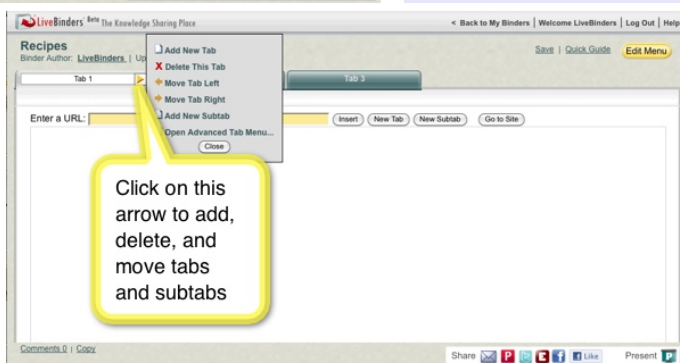 LiveBinders Beta The Knowledge Sharing Place
< Back to My Binders | Welcome LiveBinders | Log Out | Help
Recipes
Save | Quick Guide Edit Menu
Binder Author: LiveBinders | Up
Tab 1
Tab 3
Add New Tab
X Delete This Tab
Move Tab Left
Move Tab Right
Add New Subtab
Open Advanced Tab Menu...
Close
Enter a URL:
Insert New Tab New Subtab Go to Site
Click on this
arrow to add,
delete, and
move tabs
and subtabs
Comments 0 | Copy
Share Like Present